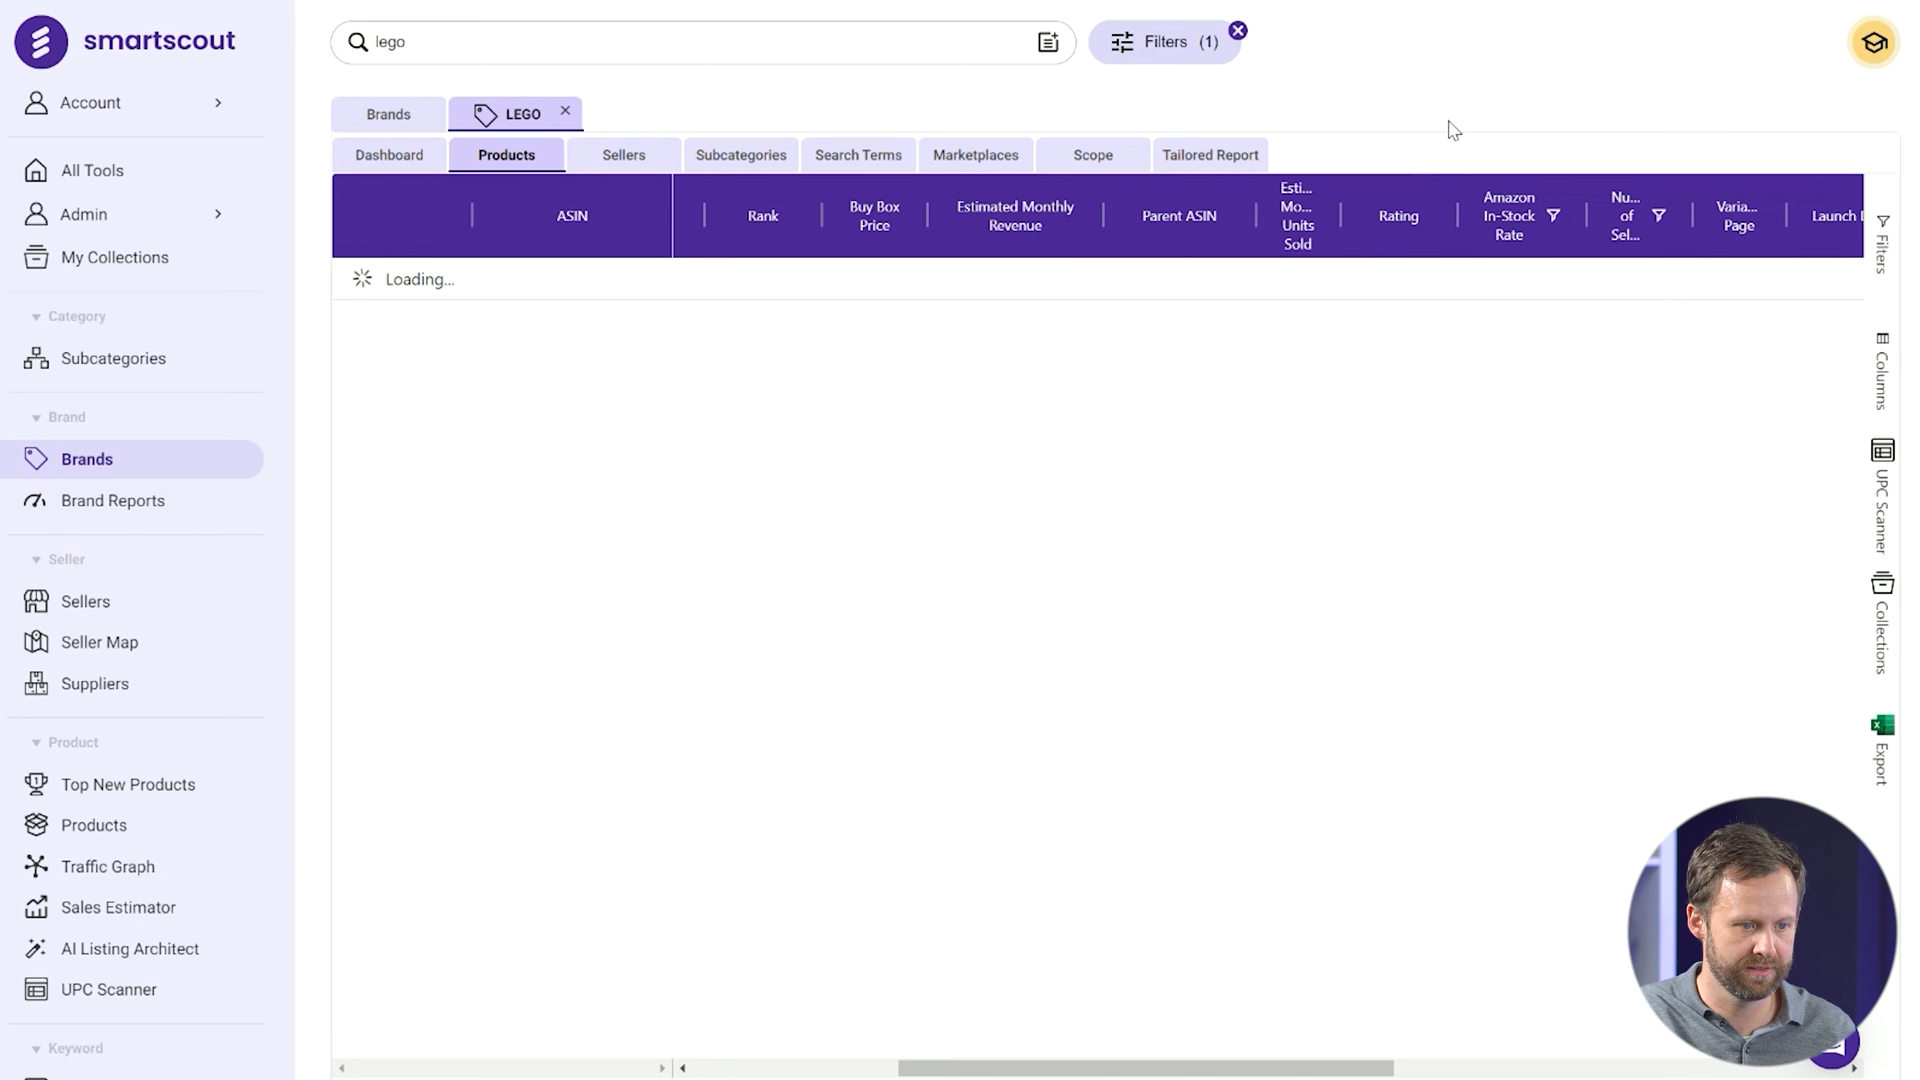 smartscout
lego
Filters (1)
Account
All Tools
Admin
My Collections
Category
Subcategories
Brand
Brands
Brand Reports
Seller
Sellers
Seller Map
Suppliers
Product
Top New Products
Products
Traffic Graph
Sales Estimator
AI Listing Architect
UPC Scanner
Keyword
Brands
LEGO
Dashboard
Products
Sellers
Subcategories
Search Terms
Marketplaces
Scope
Tailored Report
ASIN
Rank
Buy Box
Price
Estimated Monthly
Revenue
Parent ASIN
Esti...
Mo...
Units
Sold
Rating
Amazon
In-Stock
Rate
Nu...
of
Sel...
Varia...
Page
Launch
Loading...
Filters
Columns
UPC Scanner
Collections
Export